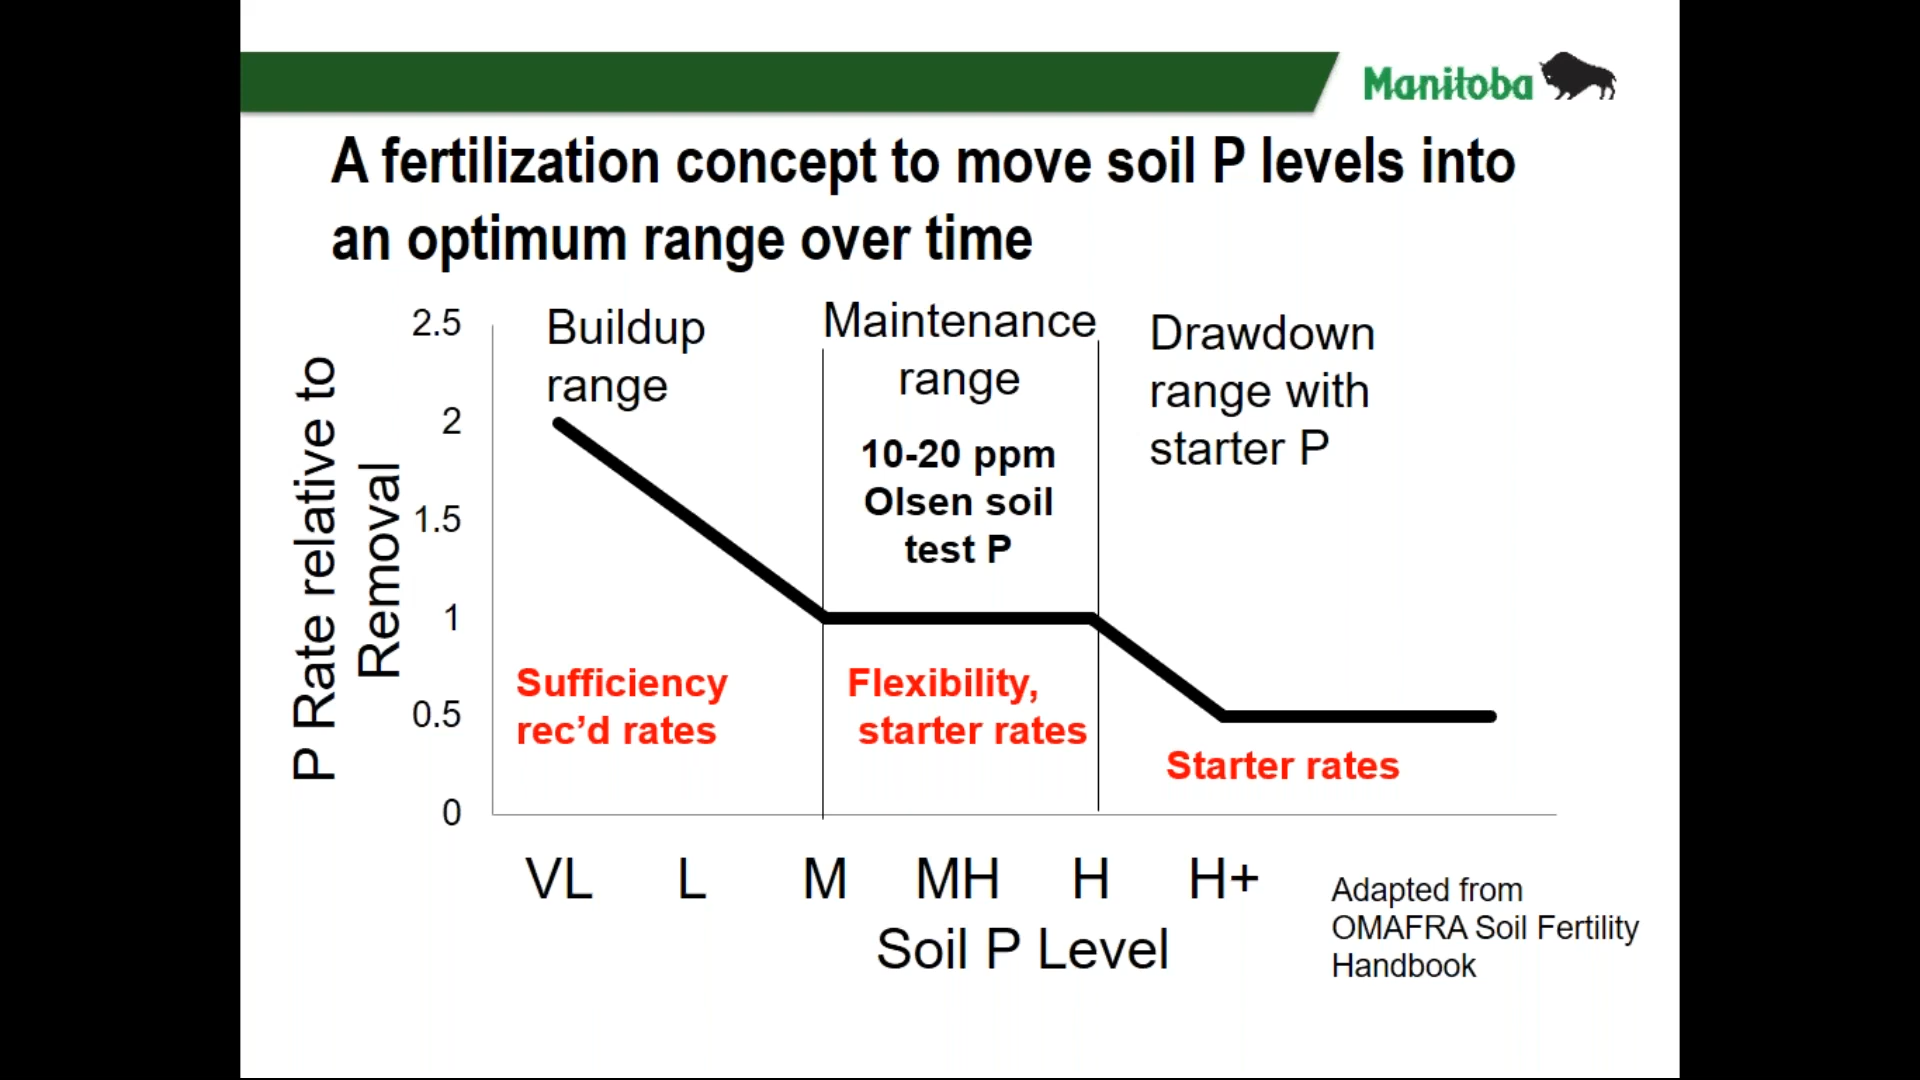 Manitoba
A fertilization concept to move soil P levels into
an optimum range over time
P Rate relative to
Removal
2.5
2
1.5
1
0.5
0
Buildup
range
Maintenance
range
10-20 ppm
Olsen soil
test P
Drawdown
range with
starter P
Sufficiency
rec’d rates
Flexibility,
starter rates
Starter rates
VL L M MH H H+
Soil P Level
Adapted from
OMAFRA Soil Fertility
Handbook